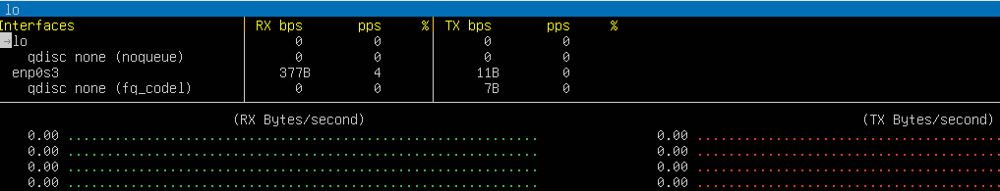 lo
Interfaces RX bps pps % TX bps pps %
→lo 0 0 0 0
qdisc none (noqueue) 0 0 0 0
enp0s3 377B 4 11B 0
qdisc none (fq_codel) 0 0 7B 0
(RX Bytes/second) (TX Bytes/second)
0.00 ............................................................ 0.00 ......................................
0.00 ............................................................ 0.00 ......................................
0.00 ............................................................ 0.00 ......................................
0.00 ............................................................ 0.00 ......................................